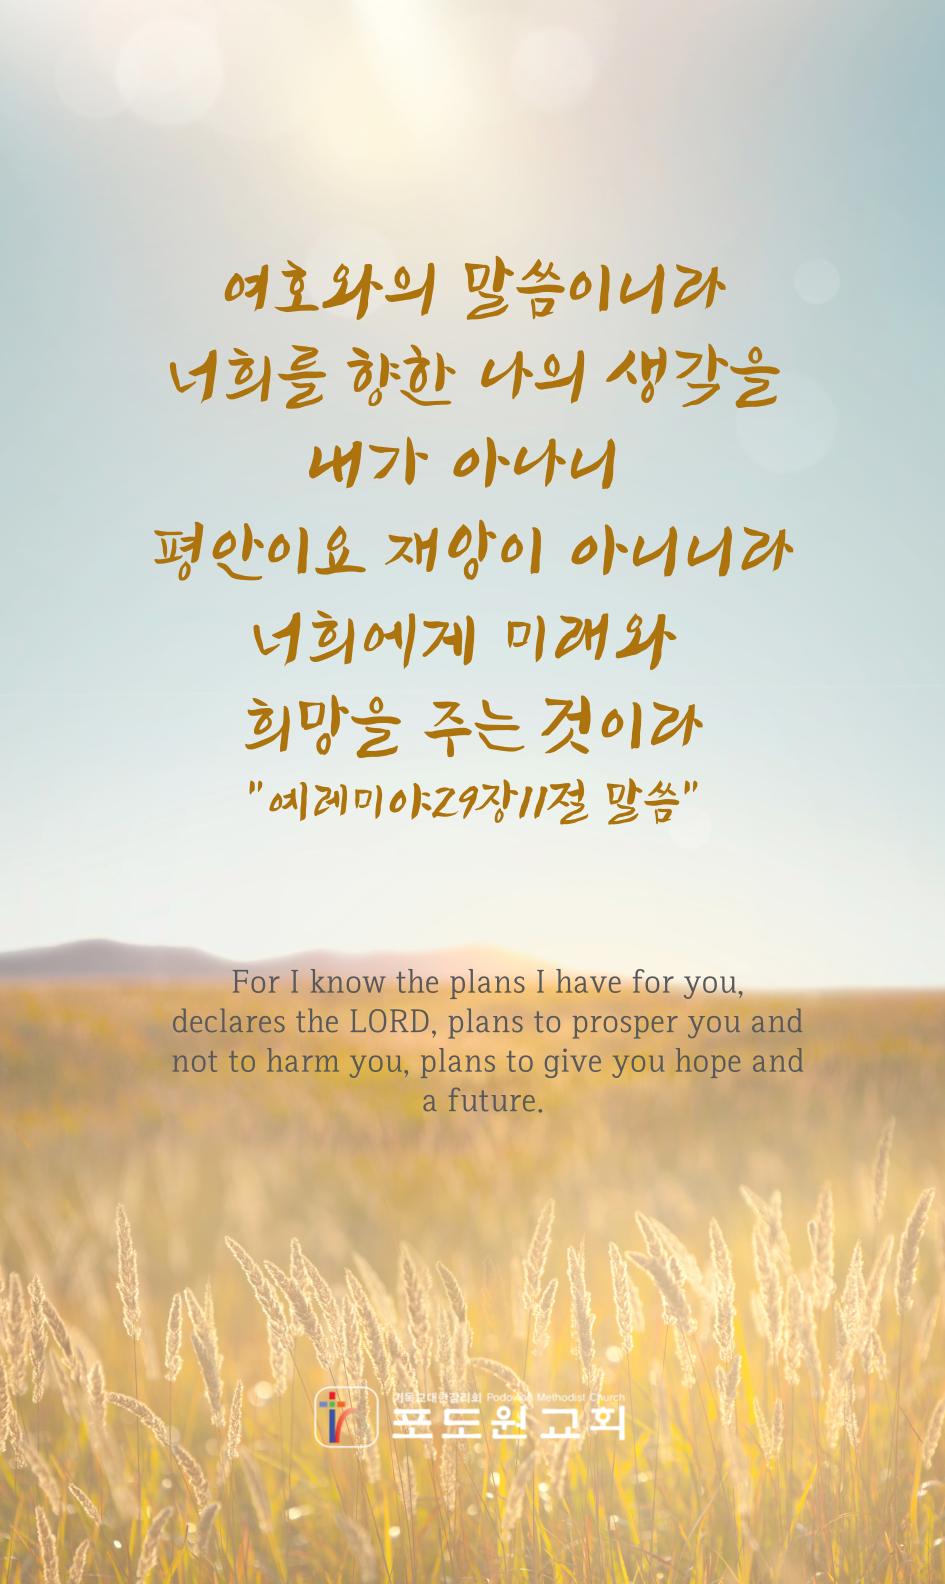 여호와의 말씀이니라
너희를 향한 나의 생각을
내가 아나니
평안이요 재앙이 아니니라
너희에게 미래와
희망을 주는 것이라
"예레미야29장11절 말씀"
For I know the plans I have for you,
declares the LORD, plans to prosper you and
not to harm you, plans to give you hope and
a future.
기독교대한감리회 Podowon Methodist Church
포도원교회